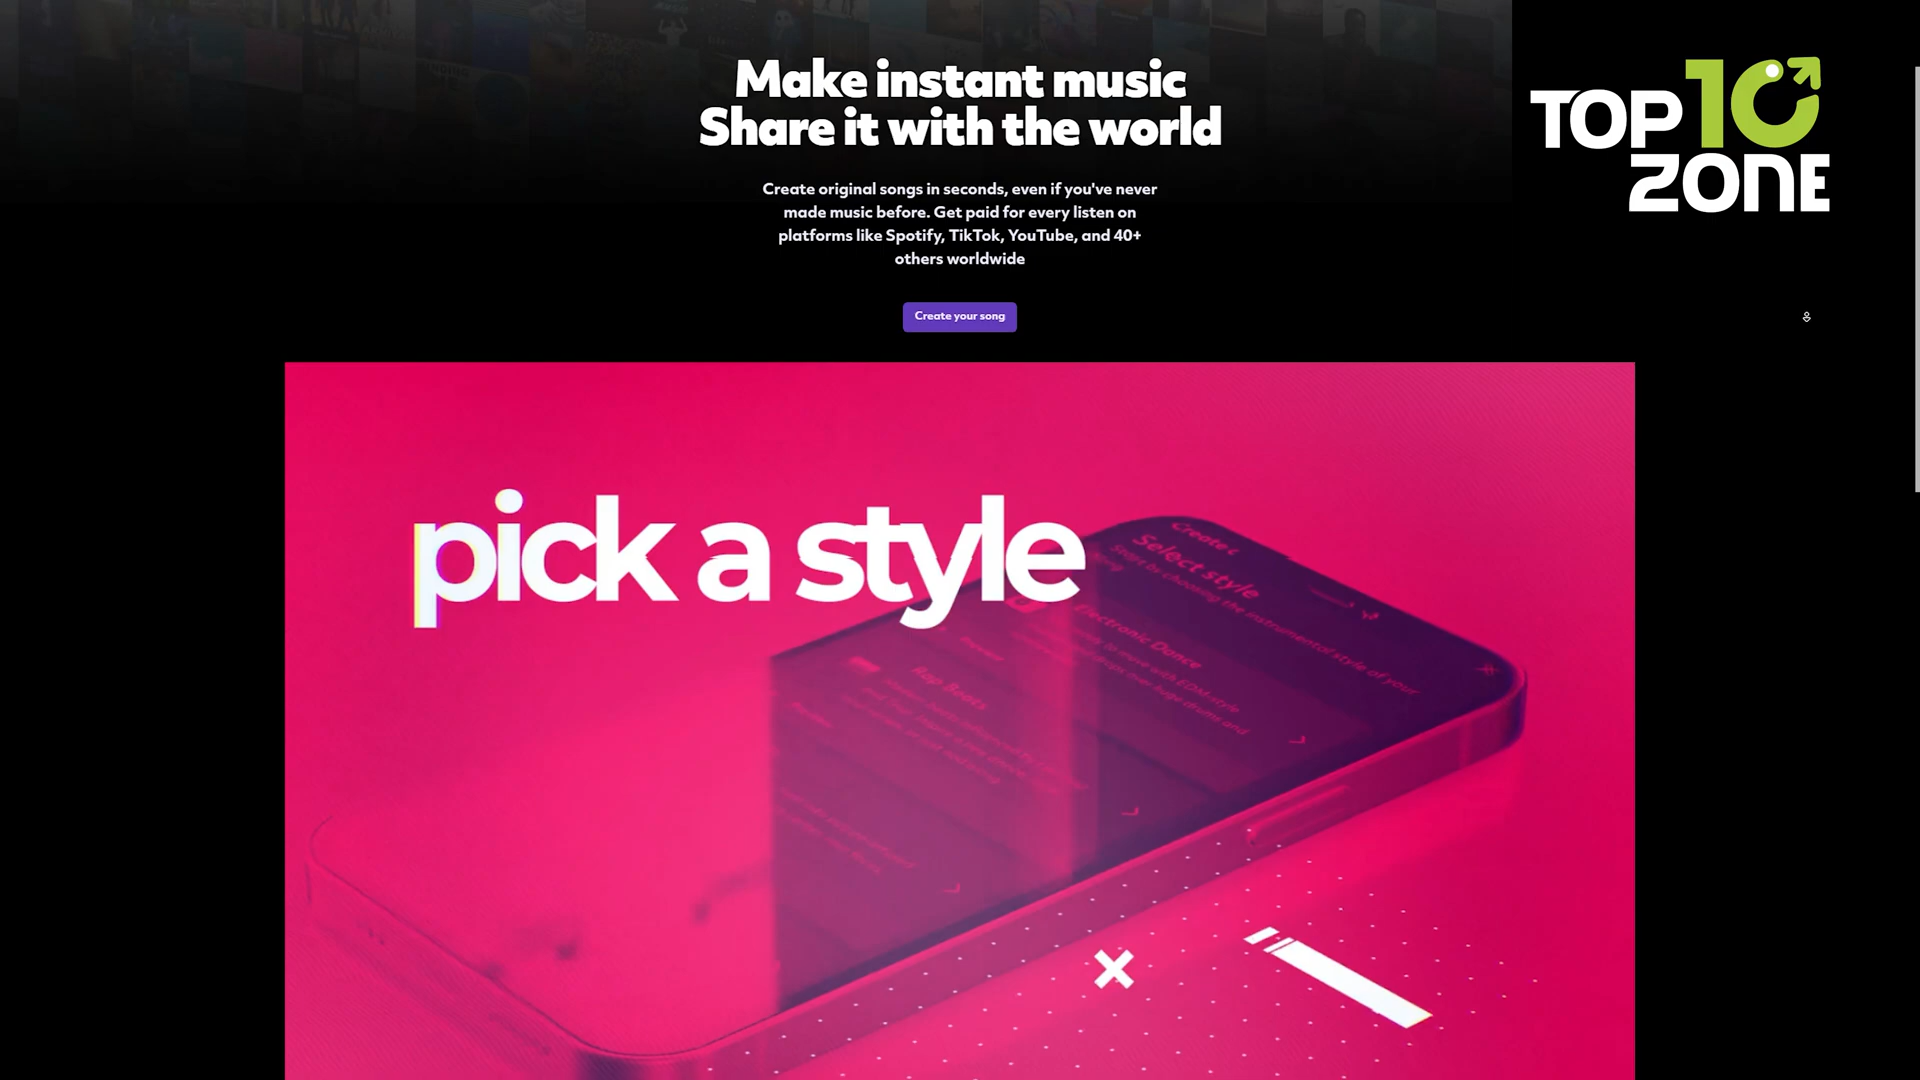 Make instant music
Share it with the world
TOP 10
ZONE
Create original songs in seconds, even if you've never
made music before. Get paid for every listen on
platforms like Spotify, TikTok, YouTube, and 40+
others worldwide
Create your song
pick a style
Select style
Electronic Dance
Rap Beats